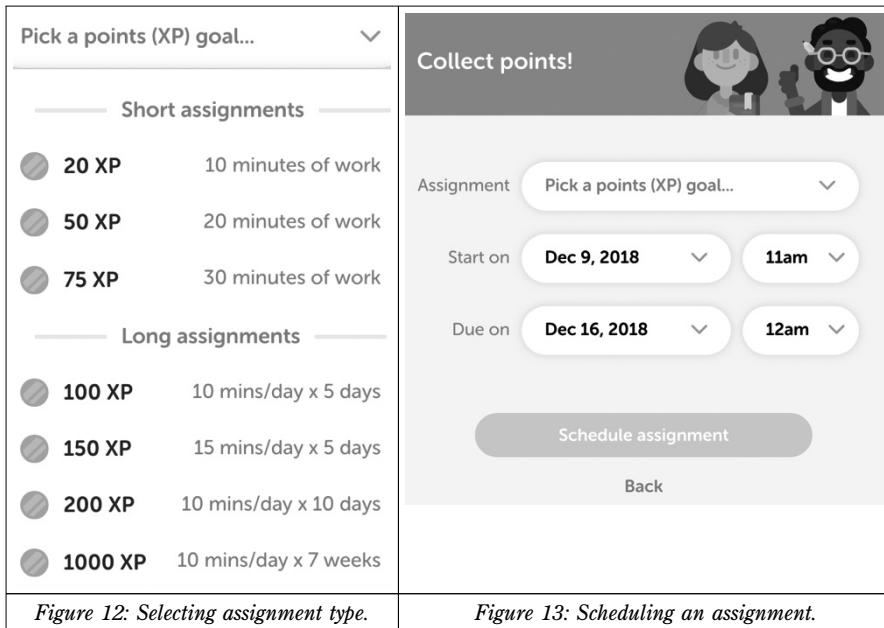 Pick a points (XP) goal...
Short assignments
20 XP 10 minutes of work
50 XP 20 minutes of work
75 XP 30 minutes of work
Long assignments
100 XP 10 mins/day x 5 days
150 XP 15 mins/day x 5 days
200 XP 10 mins/day x 10 days
1000 XP 10 mins/day x 7 weeks
Figure 12: Selecting assignment type.
Collect points!
Assignment Pick a points (XP) goal...
Start on Dec 9, 2018 11am
Due on Dec 16, 2018 12am
Schedule assignment
Back
Figure 13: Scheduling an assignment.